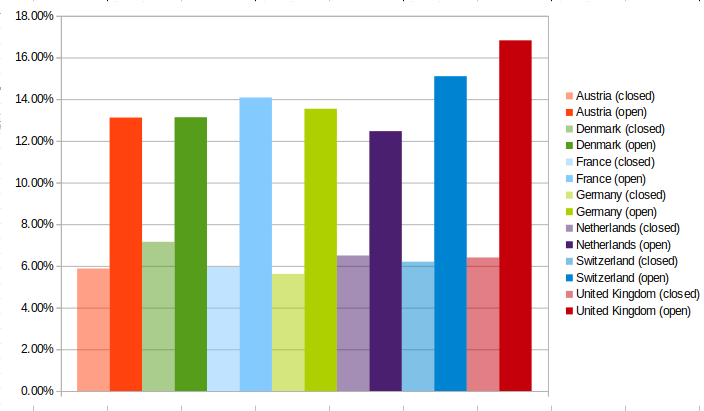 18.00%
16.00%
14.00%
12.00%
10.00%
8.00%
6.00%
4.00%
2.00%
0.00%
Austria (closed)
Austria (open)
Denmark (closed)
Denmark (open)
France (closed)
France (open)
Germany (closed)
Germany (open)
Netherlands (closed)
Netherlands (open)
Switzerland (closed)
Switzerland (open)
United Kingdom (closed)
United Kingdom (open)